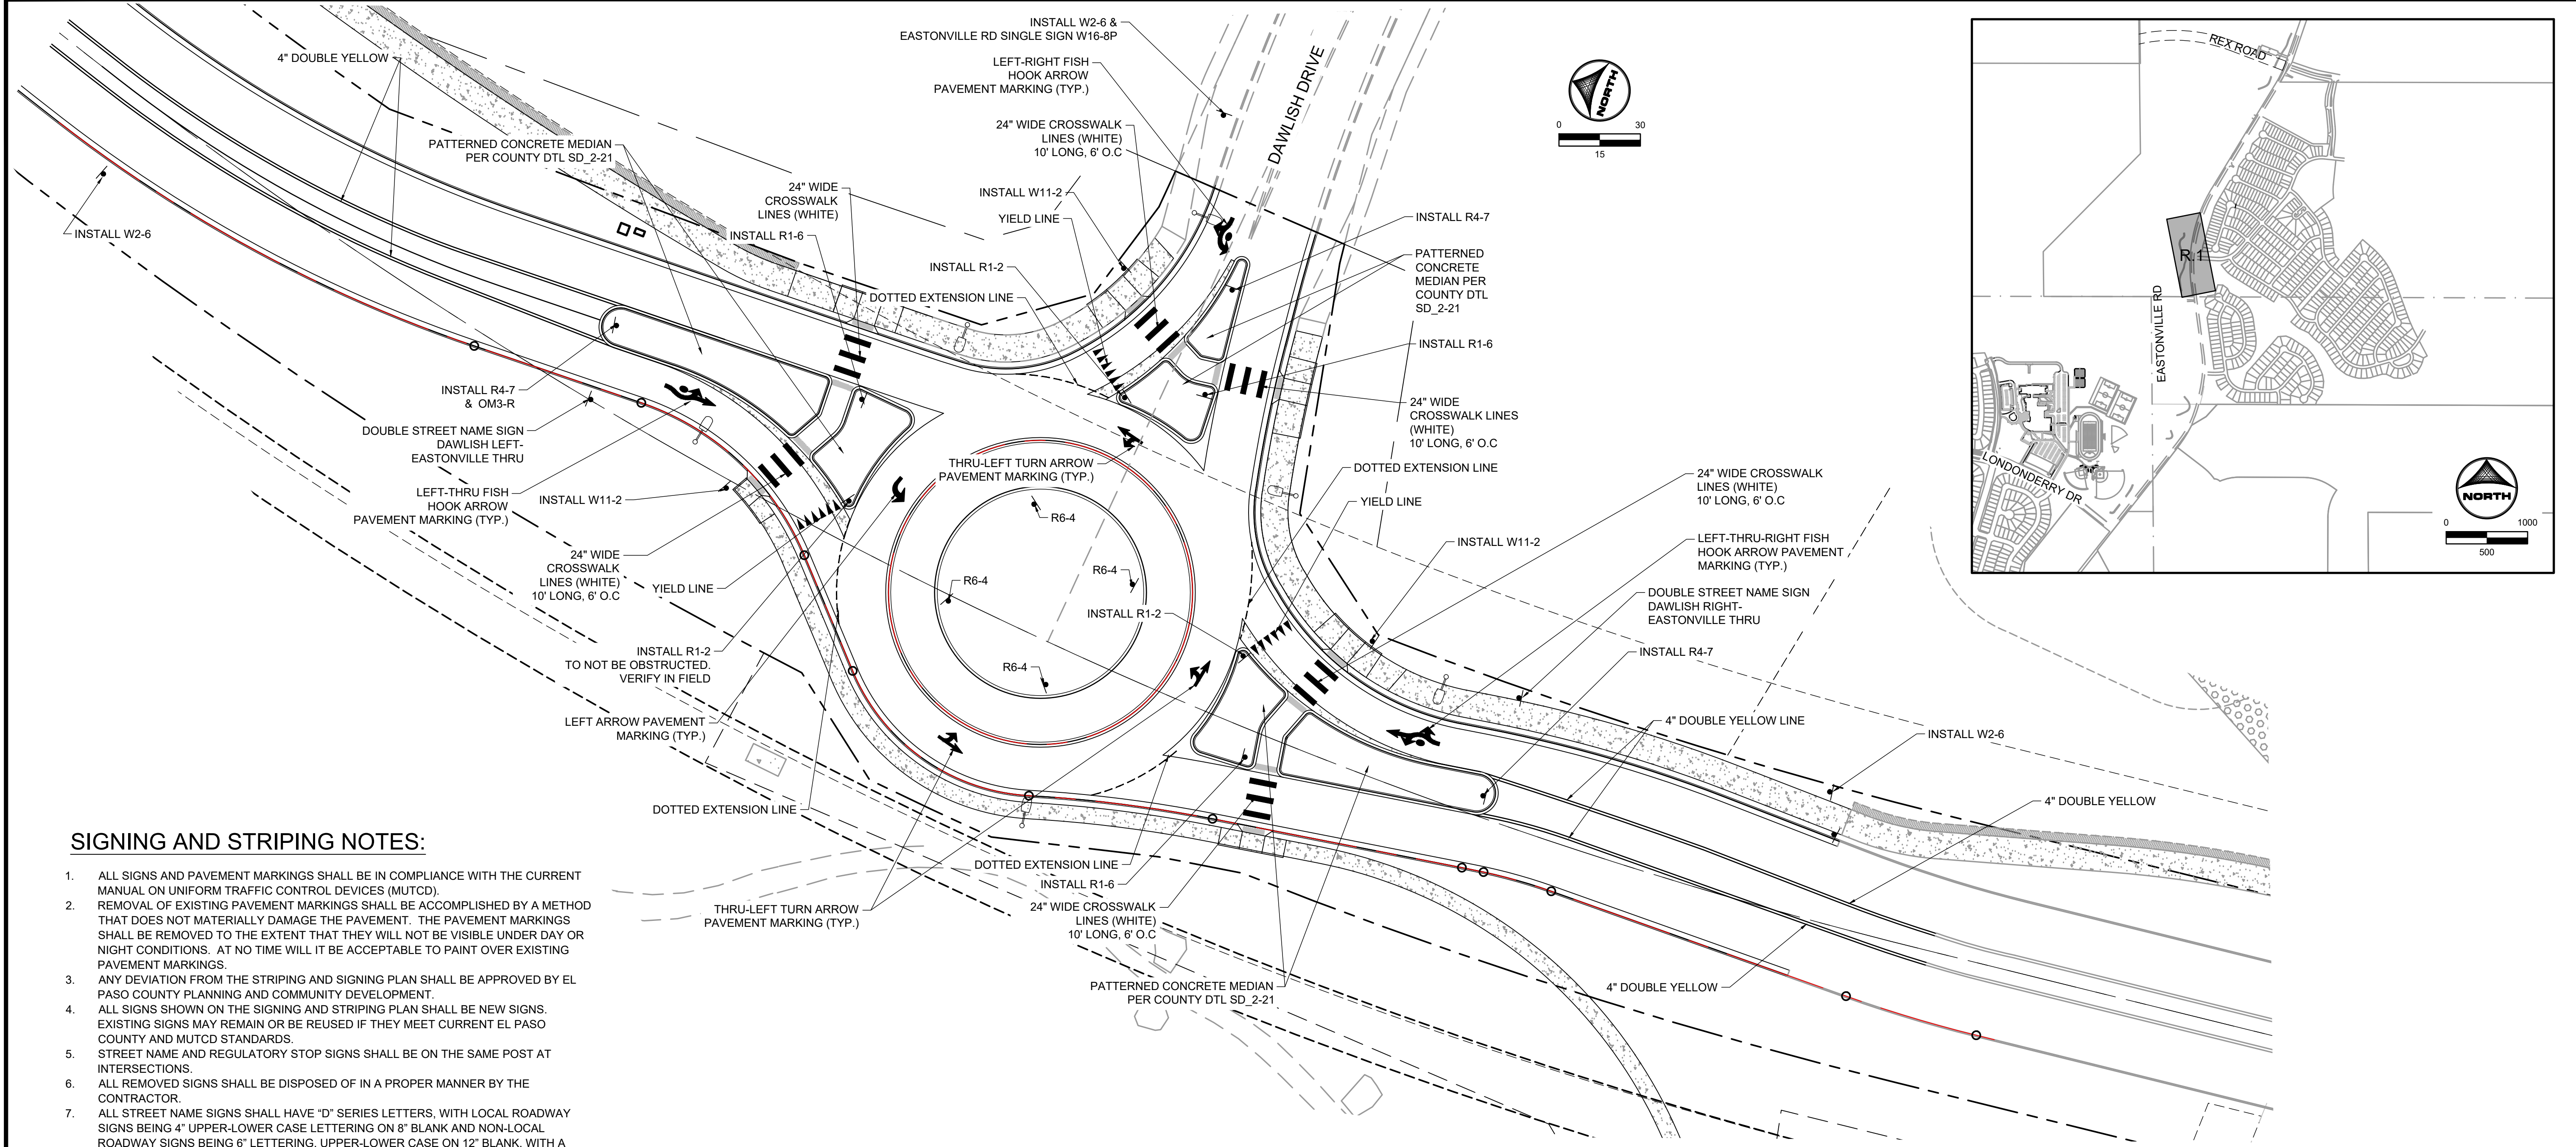 INSTALL W2-6 &
EASTONVILLE RD SINGLE SIGN W16-8P
4" DOUBLE YELLOW
LEFT-RIGHT FISH
HOOK ARROW
PAVEMENT MARKING (TYP.)
DAWLISH DRIVE
NORTH
0 30
15
24" WIDE CROSSWALK
LINES (WHITE)
10' LONG, 6' O.C
PATTERNED CONCRETE MEDIAN
PER COUNTY DTL SD_2-21
24" WIDE
CROSSWALK
LINES (WHITE)
INSTALL W11-2
YIELD LINE
INSTALL R4-7
INSTALL W2-6
INSTALL R1-6
PATTERNED
CONCRETE
MEDIAN PER
COUNTY DTL
SD_2-21
INSTALL R1-2
DOTTED EXTENSION LINE
INSTALL R1-6
INSTALL R4-7
& OM3-R
24" WIDE
CROSSWALK LINES
(WHITE)
10' LONG, 6' O.C
DOUBLE STREET NAME SIGN
DAWLISH LEFT-
EASTONVILLE THRU
THRU-LEFT TURN ARROW
PAVEMENT MARKING (TYP.)
DOTTED EXTENSION LINE
24" WIDE CROSSWALK
LINES (WHITE)
10' LONG, 6' O.C
LEFT-THRU FISH
HOOK ARROW
PAVEMENT MARKING (TYP.)
INSTALL W11-2
YIELD LINE
R6-4
INSTALL W11-2
LEFT-THRU-RIGHT FISH
HOOK ARROW PAVEMENT
MARKING (TYP.)
24" WIDE
CROSSWALK
LINES (WHITE)
10' LONG, 6' O.C
YIELD LINE
R6-4
R6-4
DOUBLE STREET NAME SIGN
DAWLISH RIGHT-
EASTONVILLE THRU
INSTALL R1-2
INSTALL R1-2
TO NOT BE OBSTRUCTED.
VERIFY IN FIELD
R6-4
INSTALL R4-7
LEFT ARROW PAVEMENT
MARKING (TYP.)
4" DOUBLE YELLOW LINE
INSTALL W2-6
DOTTED EXTENSION LINE
4" DOUBLE YELLOW
DOTTED EXTENSION LINE
INSTALL R1-6
THRU-LEFT TURN ARROW
PAVEMENT MARKING (TYP.)
24" WIDE CROSSWALK
LINES (WHITE)
10' LONG, 6' O.C
PATTERNED CONCRETE MEDIAN
PER COUNTY DTL SD_2-21
4" DOUBLE YELLOW
REX ROAD
R.1
EASTONVILLE RD
LONDONDERRY DR
NORTH
0 1000
500
SIGNING AND STRIPING NOTES:
1. ALL SIGNS AND PAVEMENT MARKINGS SHALL BE IN COMPLIANCE WITH THE CURRENT
MANUAL ON UNIFORM TRAFFIC CONTROL DEVICES (MUTCD).
2. REMOVAL OF EXISTING PAVEMENT MARKINGS SHALL BE ACCOMPLISHED BY A METHOD
THAT DOES NOT MATERIALLY DAMAGE THE PAVEMENT. THE PAVEMENT MARKINGS
SHALL BE REMOVED TO THE EXTENT THAT THEY WILL NOT BE VISIBLE UNDER DAY OR
NIGHT CONDITIONS. AT NO TIME WILL IT BE ACCEPTABLE TO PAINT OVER EXISTING
PAVEMENT MARKINGS.
3. ANY DEVIATION FROM THE STRIPING AND SIGNING PLAN SHALL BE APPROVED BY EL
PASO COUNTY PLANNING AND COMMUNITY DEVELOPMENT.
4. ALL SIGNS SHOWN ON THE SIGNING AND STRIPING PLAN SHALL BE NEW SIGNS.
EXISTING SIGNS MAY REMAIN OR BE REUSED IF THEY MEET CURRENT EL PASO
COUNTY AND MUTCD STANDARDS.
5. STREET NAME AND REGULATORY STOP SIGNS SHALL BE ON THE SAME POST AT
INTERSECTIONS.
6. ALL REMOVED SIGNS SHALL BE DISPOSED OF IN A PROPER MANNER BY THE
CONTRACTOR.
7. ALL STREET NAME SIGNS SHALL HAVE “D” SERIES LETTERS, WITH LOCAL ROADWAY
SIGNS BEING 4” UPPER-LOWER CASE LETTERING ON 8” BLANK AND NON-LOCAL
ROADWAY SIGNS BEING 6” LETTERING, UPPER-LOWER CASE ON 12” BLANK, WITH A